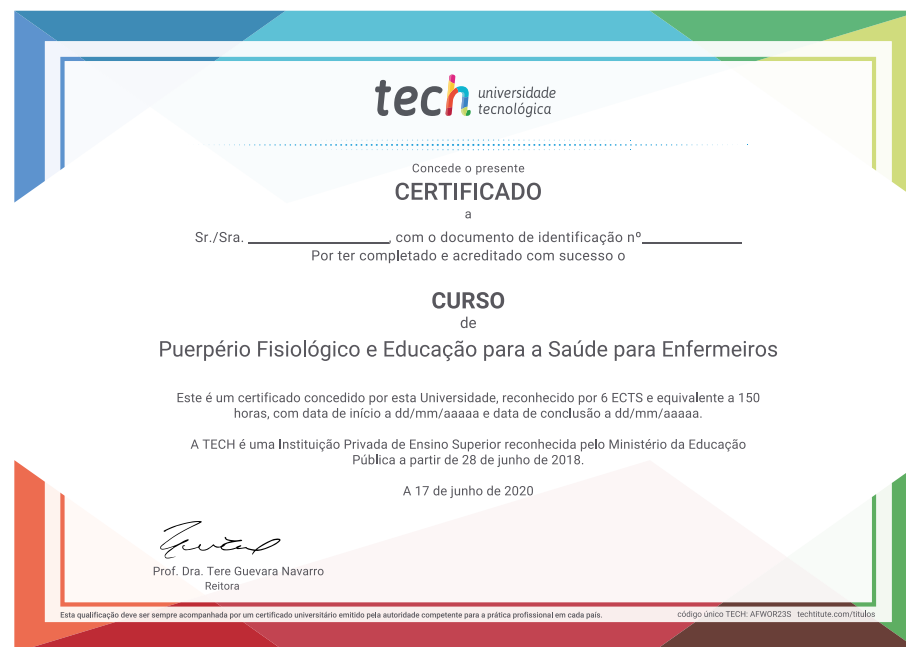 tech universidade
tecnológica
Concede o presente
CERTIFICADO
a
Sr./Sra. ____________, com o documento de identificação nº_________
Por ter completado e acreditado com sucesso o
CURSO
de
Puerpério Fisiológico e Educação para a Saúde para Enfermeiros
Este é um certificado concedido por esta Universidade, reconhecido por 6 ECTS e equivalente a 150
horas, com data de início a dd/mm/aaaaa e data de conclusão a dd/mm/aaaaa.
A TECH é uma Instituição Privada de Ensino Superior reconhecida pelo Ministério da Educação
Pública a partir de 28 de junho de 2018.
A 17 de junho de 2020
Prof. Dra. Tere Guevara Navarro
Reitora
Esta qualificação deve ser sempre acompanhada por um certificado universitário emitido pela autoridade competente para a prática profissional em cada país.
código único TECH: AFWOR23S techtitute.com/titulos